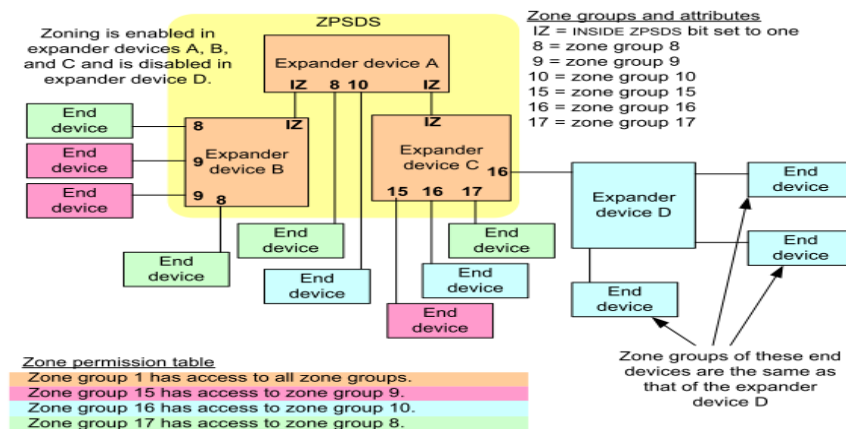 ZPSDS
Zoning is enabled in
expander devices A, B,
and C and is disabled in
expander device D.
Zone groups and attributes
IZ = INSIDE ZPSDS bit set to one
8 = zone group 8
9 = zone group 9
10 = zone group 10
15 = zone group 15
16 = zone group 16
17 = zone group 17
Expander device A
IZ 8 10 IZ
End
device
End
device
End
device
8
9
9
8
IZ
Expander
device B
IZ
Expander
device C
16
15 16 17
Expander
device D
End
device
End
device
End
device
End
device
End
device
End
device
End
device
End
device
End
device
End
device
Zone groups of these end
devices are the same as
that of the expander
device D
Zone permission table
Zone group 1 has access to all zone groups.
Zone group 15 has access to zone group 9.
Zone group 16 has access to zone group 10.
Zone group 17 has access to zone group 8.